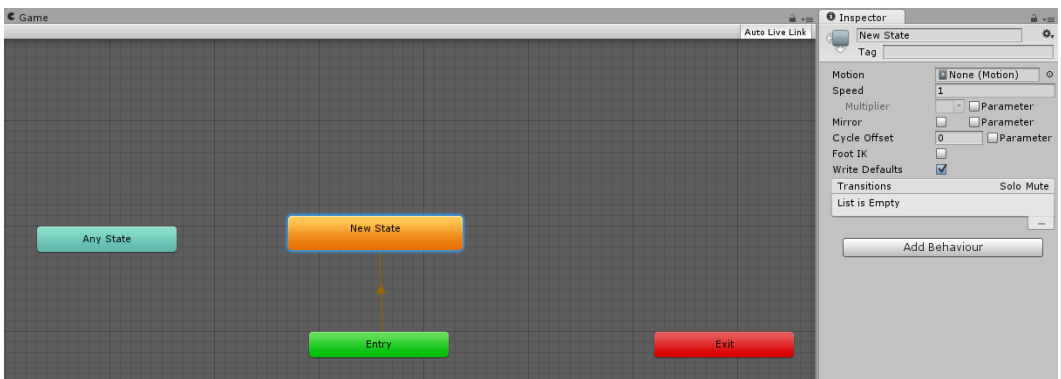 Game
Auto Live Link
Any State
New State
Entry
Exit
Inspector
New State
Tag
Motion None (Motion)
Speed 1
Multiplier Parameter
Mirror Parameter
Cycle Offset 0 Parameter
Foot IK
Write Defaults
Transitions Solo Mute
List is Empty
Add Behaviour